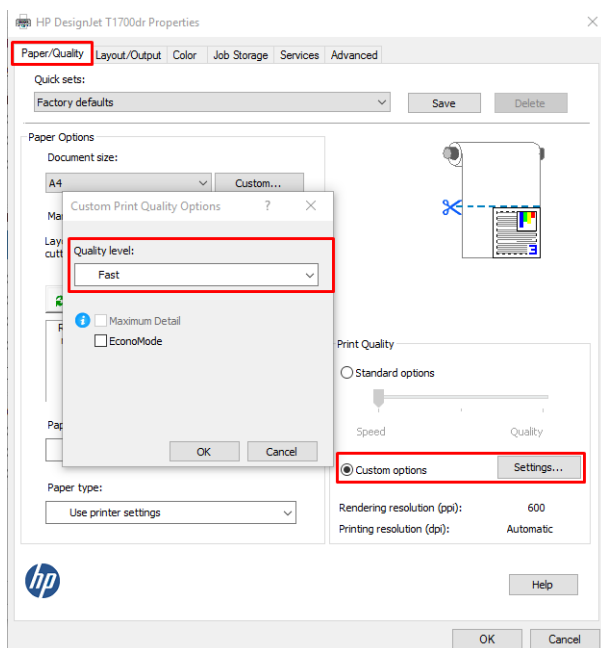 HP DesignJet T1700dr Properties
Paper/Quality Layout/Output Color Job Storage Services Advanced
Quick sets:
Factory defaults
Save Delete
Paper Options
Document size:
A4
Custom...
Custom Print Quality Options ?
Quality level:
Fast
Maximum Detail
EconoMode
OK Cancel
Print Quality
Standard options
Speed Quality
Custom options Settings...
Rendering resolution (ppi): 600
Printing resolution (dpi): Automatic
Paper type:
Use printer settings
hp
Help
OK Cancel